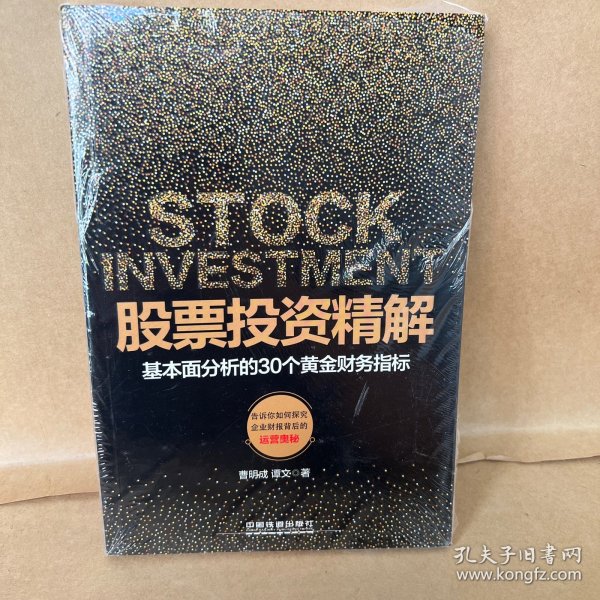 STOCK
INVESTMENT
股票投资精解
基本面分析的30个黄金财务指标
告诉你如何探究
企业财报背后的
运营奥秘
曹明成 谭文◎著
中国铁道出版社
孔夫子旧书网
www.kongfz.com